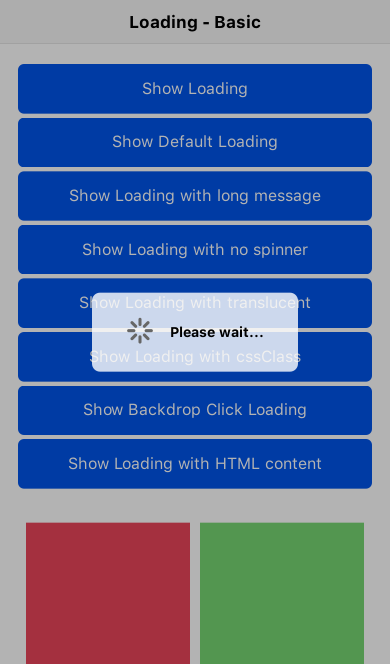 Loading - Basic
Show Loading
Show Default Loading
Show Loading with long message
Show Loading with no spinner
Show Loading with translucent
Please wait...
Show Loading with cssClass
Show Backdrop Click Loading
Show Loading with HTML content